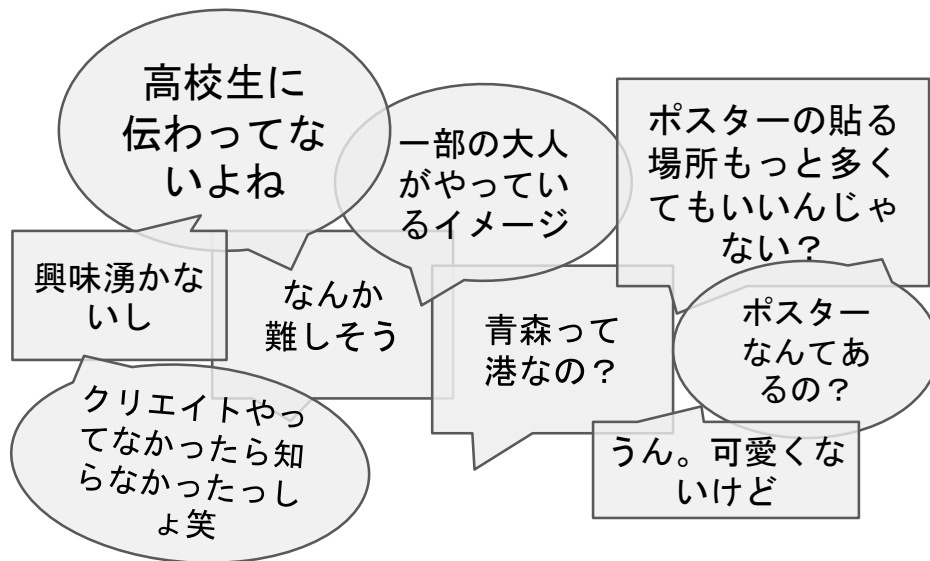 高校生に
伝わってな
いよね
一部の大人
がやってい
るイメージ
ポスターの貼る
場所もっと多く
てもいいんじゃ
ない？
興味湧かな
いし
なんか
難しそう
青森って
港なの？
ポスター
なんてあ
るの？
クリエイトやっ
てなかったら知
らなかったっし
ょ笑
うん。可愛くな
いけど